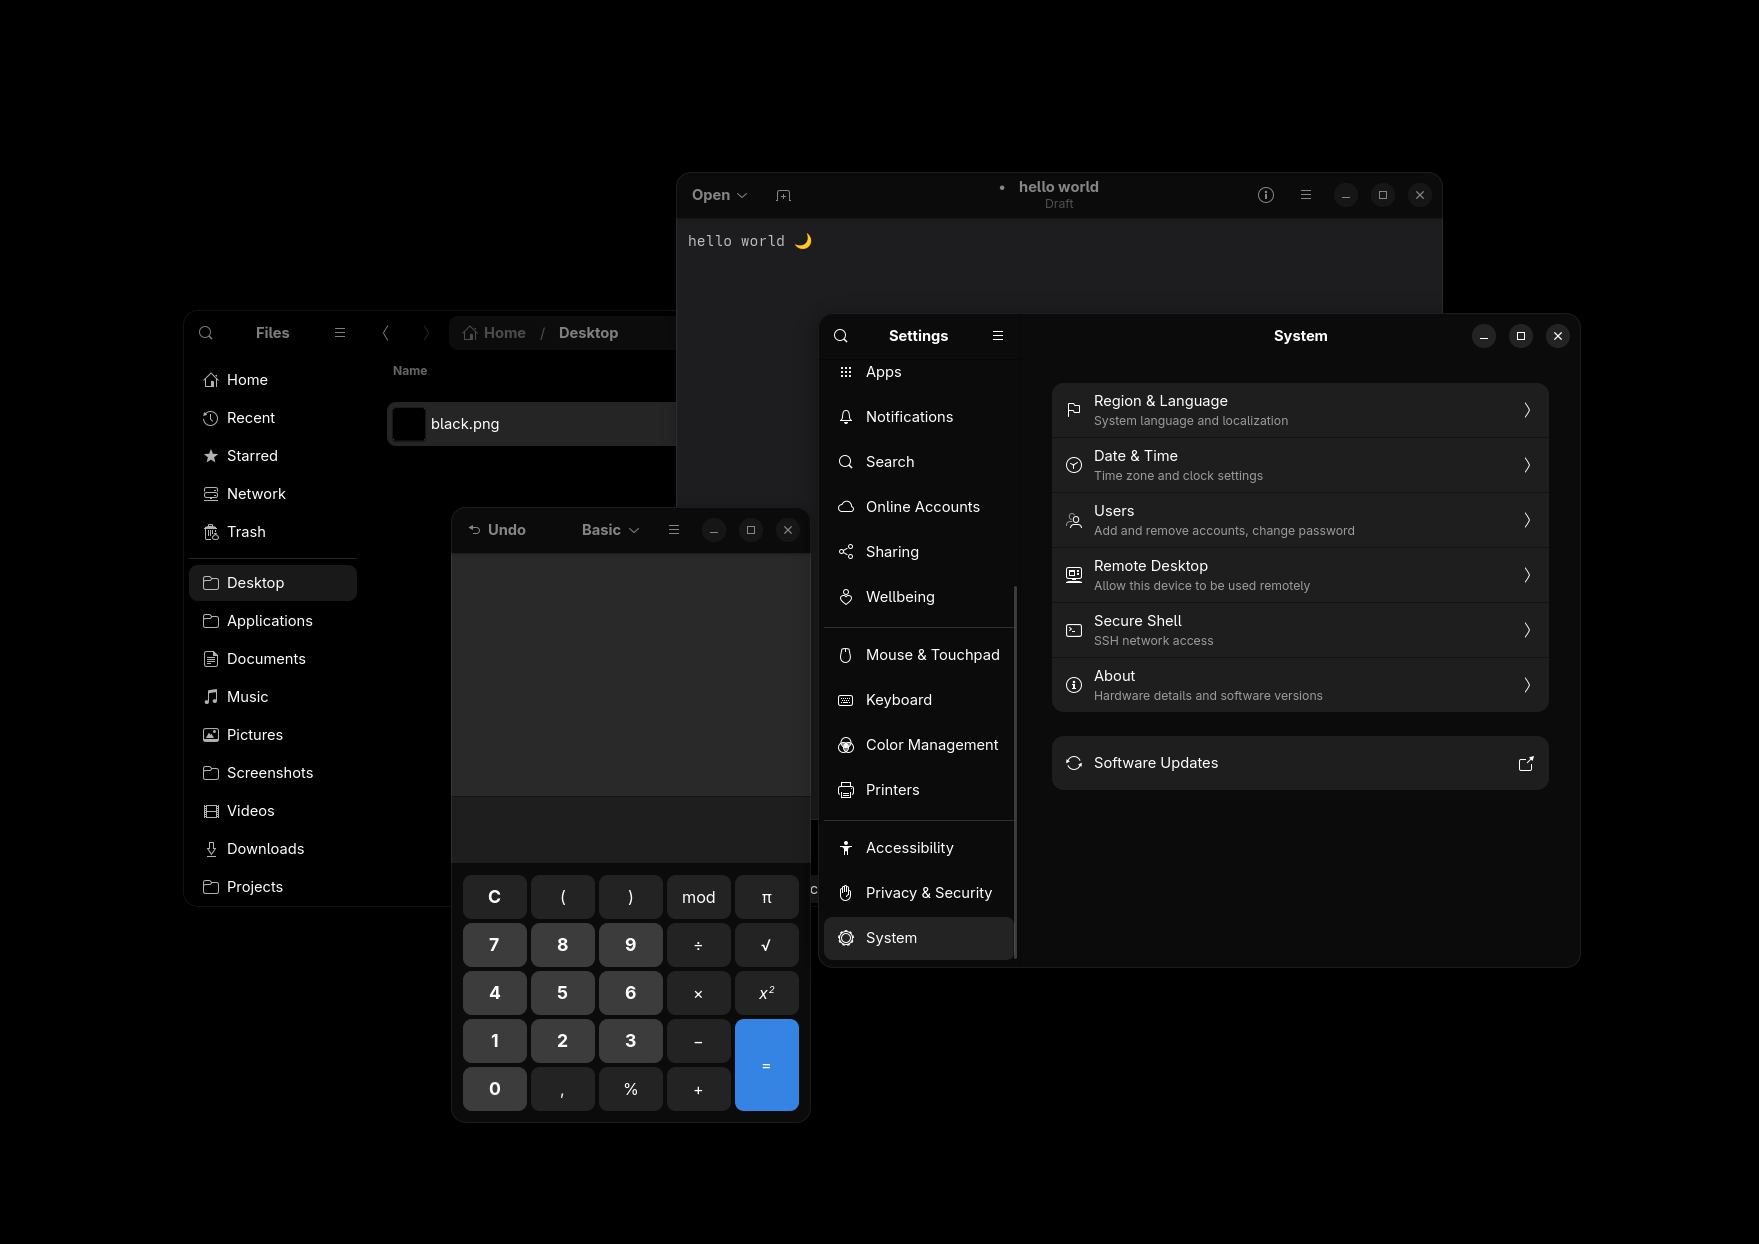 Open
• hello world
Draft
hello world 🌙
Files
Home / Desktop
Name
black.png
Home
Recent
Starred
Network
Trash
Desktop
Applications
Documents
Music
Pictures
Screenshots
Videos
Downloads
Projects
Undo
Basic
C ( ) mod π
7 8 9 ÷ √
4 5 6 × x²
1 2 3 − =
0 , % +
Settings
Apps
Notifications
Search
Online Accounts
Sharing
Wellbeing
Mouse & Touchpad
Keyboard
Color Management
Printers
Accessibility
Privacy & Security
System
System
Region & Language
System language and localization
Date & Time
Time zone and clock settings
Users
Add and remove accounts, change password
Remote Desktop
Allow this device to be used remotely
Secure Shell
SSH network access
About
Hardware details and software versions
Software Updates